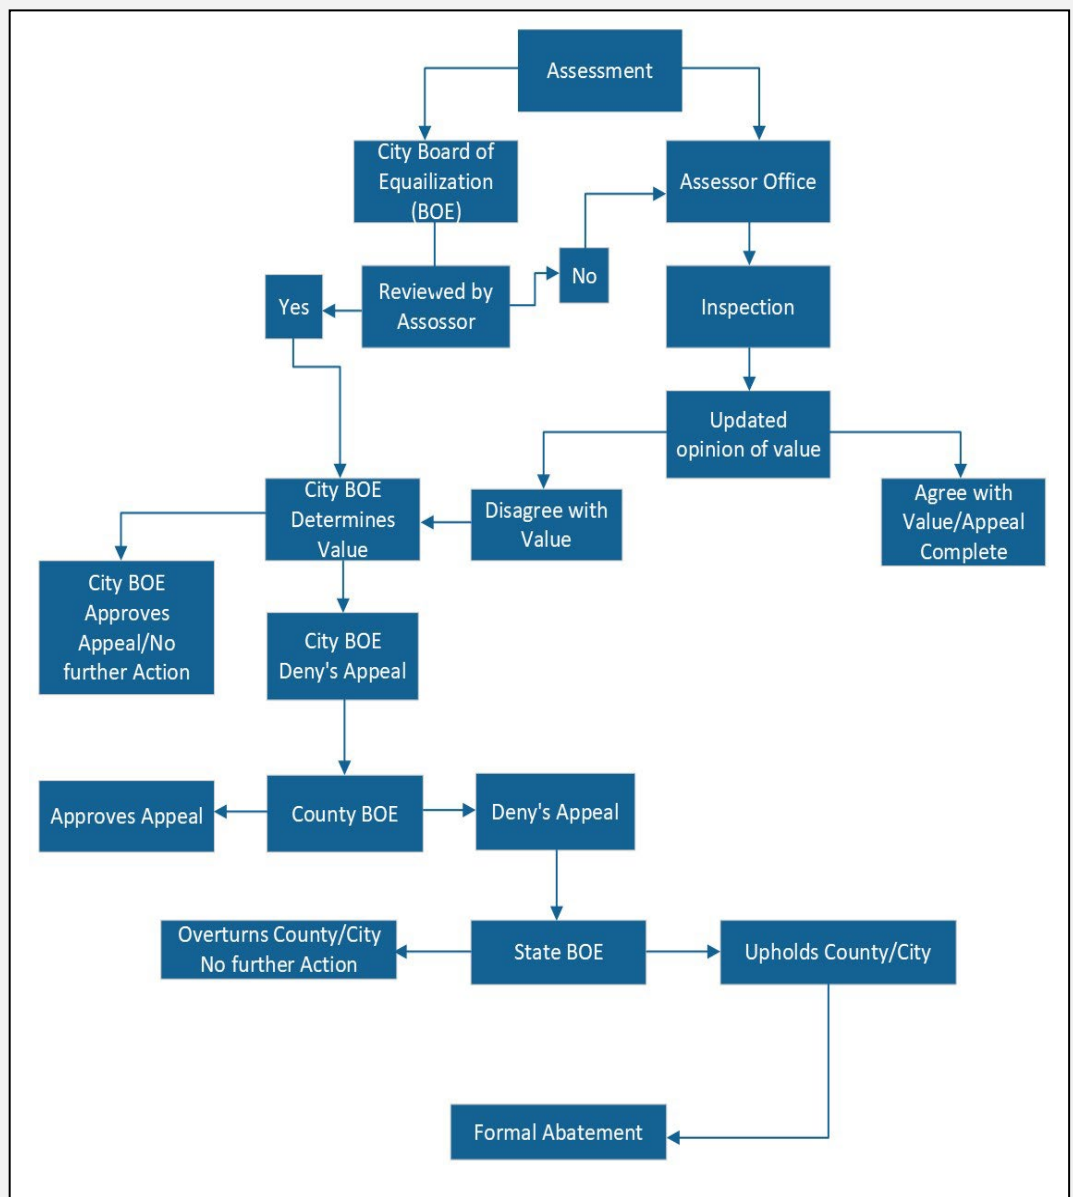 Assessment
City Board of
Equailization
(BOE)
Assessor Office
No
Yes
Reviewed by
Assossor
Inspection
Updated
opinion of value
City BOE
Determines
Value
Disagree with
Value
Agree with
Value/Appeal
Complete
City BOE
Approves
Appeal/No
further Action
City BOE
Deny's Appeal
Approves Appeal
County BOE
Deny's Appeal
Overturns County/City
No further Action
State BOE
Upholds County/City
Formal Abatement